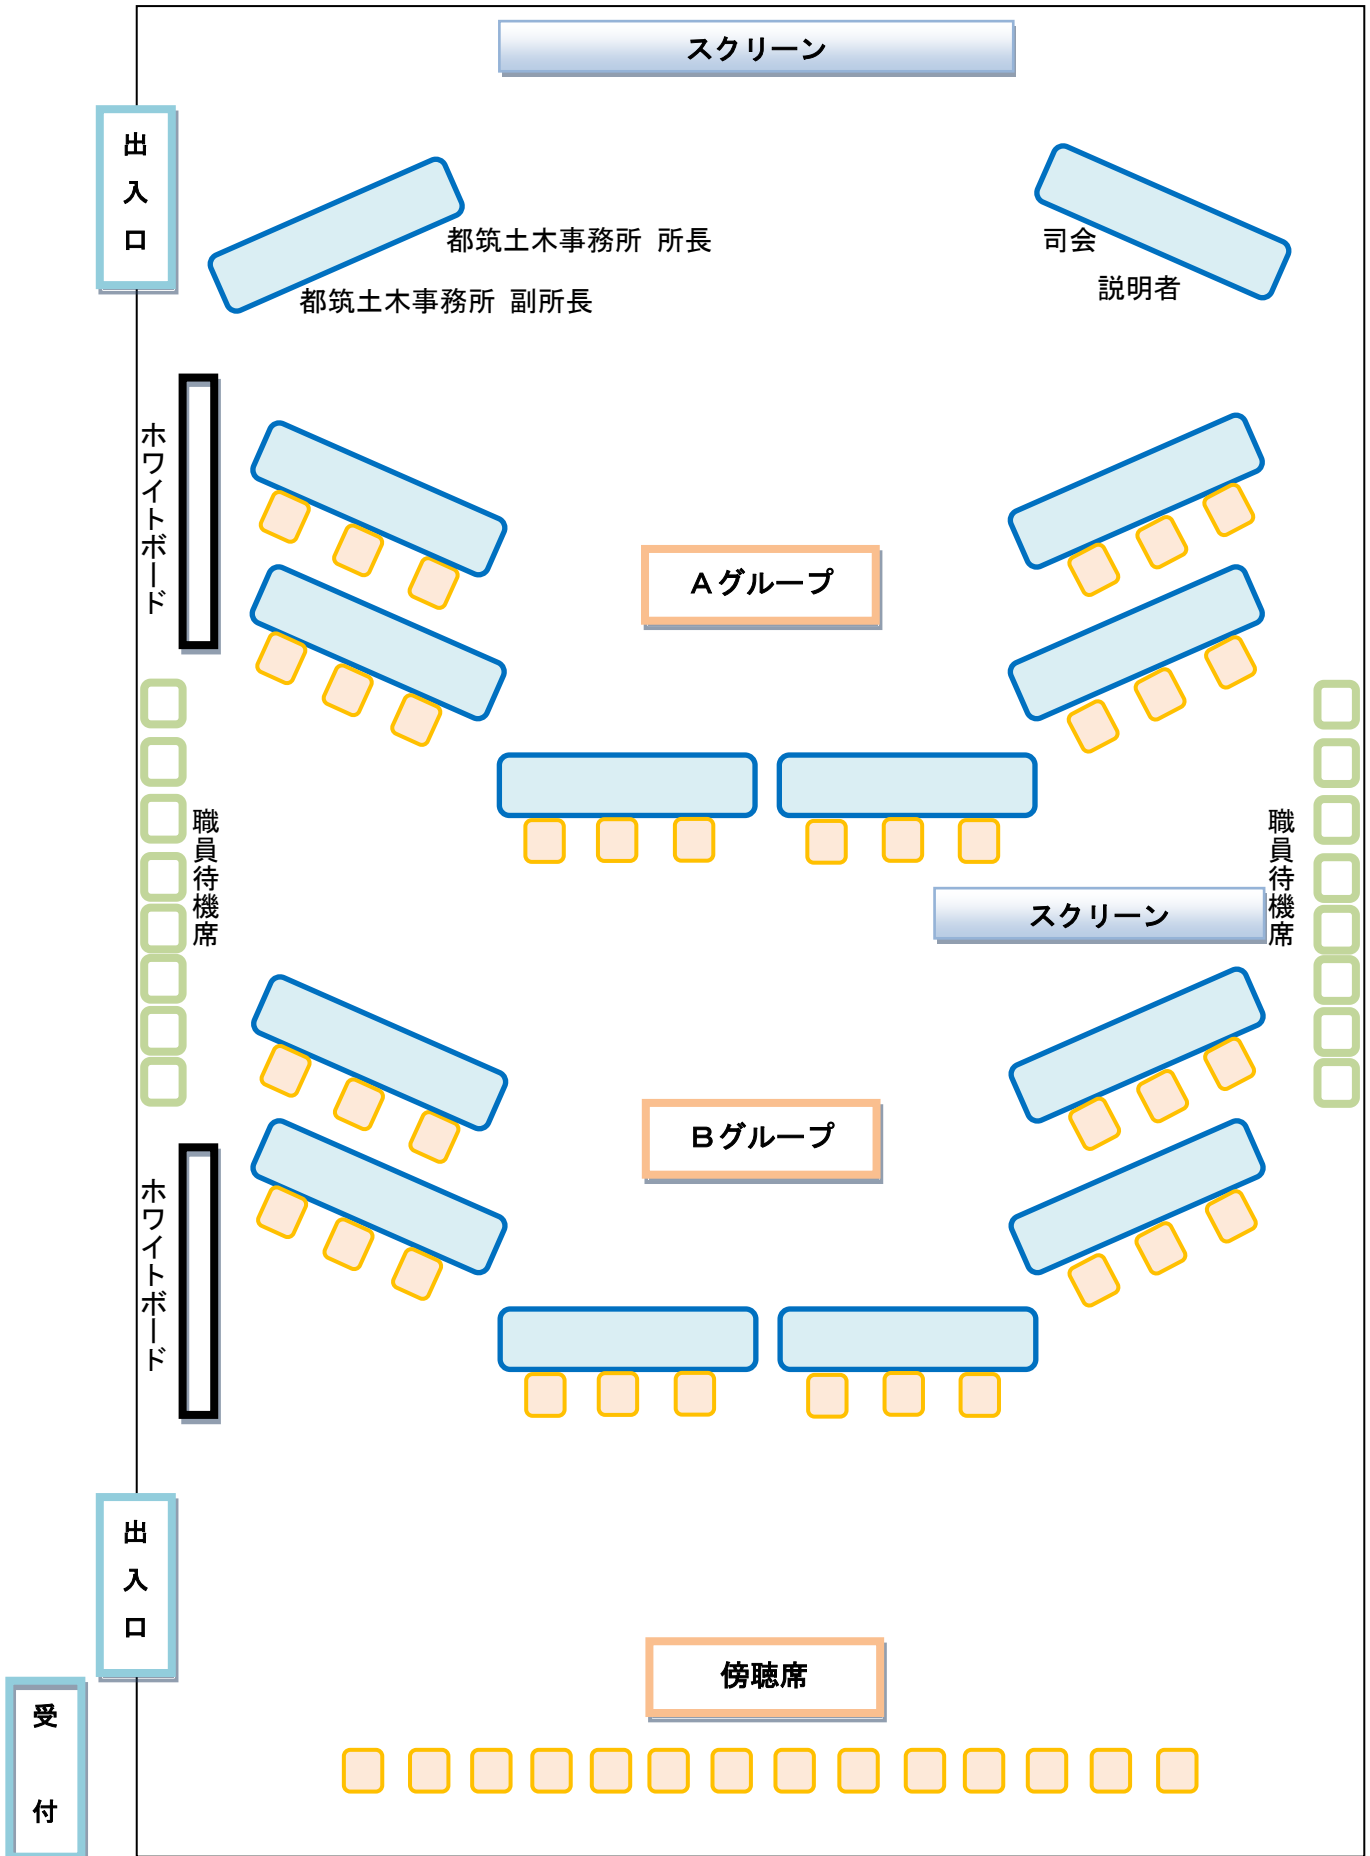 スクリーン
出入口
都筑土木事務所 所長
都筑土木事務所 副所長
司会
説明者
ホワイトボード
Aグループ
職員待機席
職員待機席
スクリーン
Bグループ
ホワイトボード
出入口
傍聴席
受付